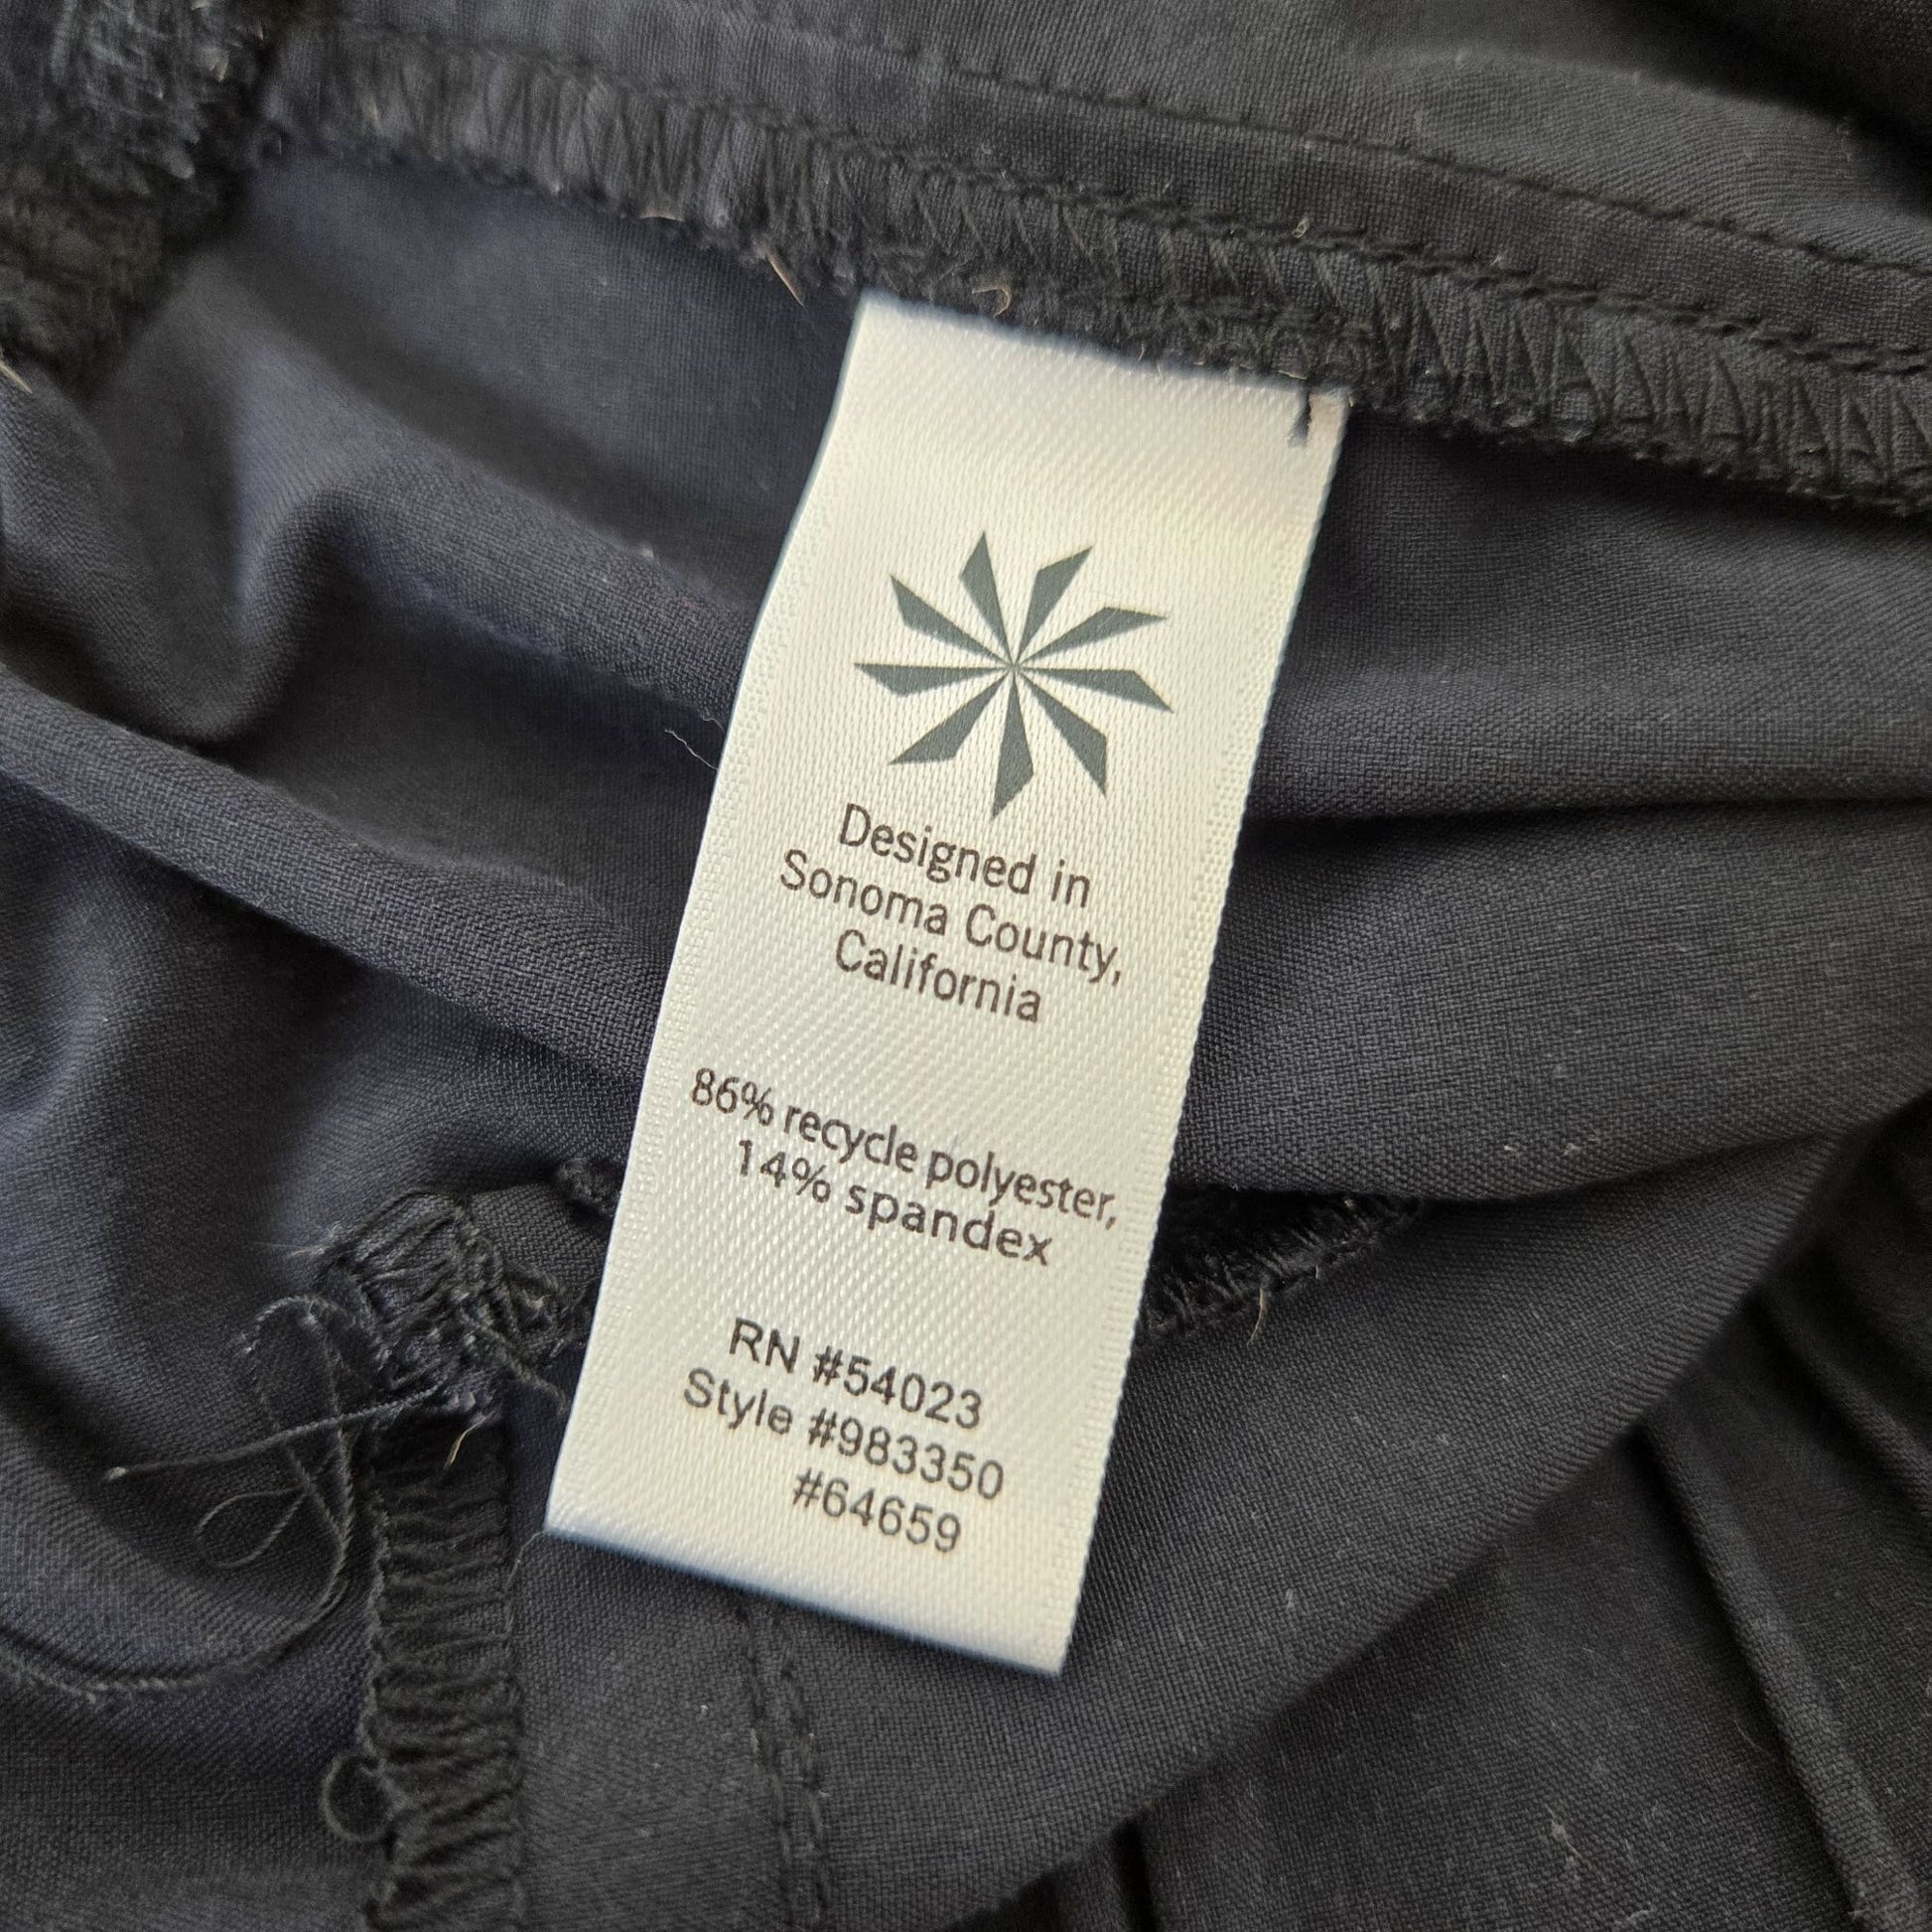 Designed in
Sonoma County,
California
86% recycle polyester,
14% spandex
RN #54023
Style #983350
#64659